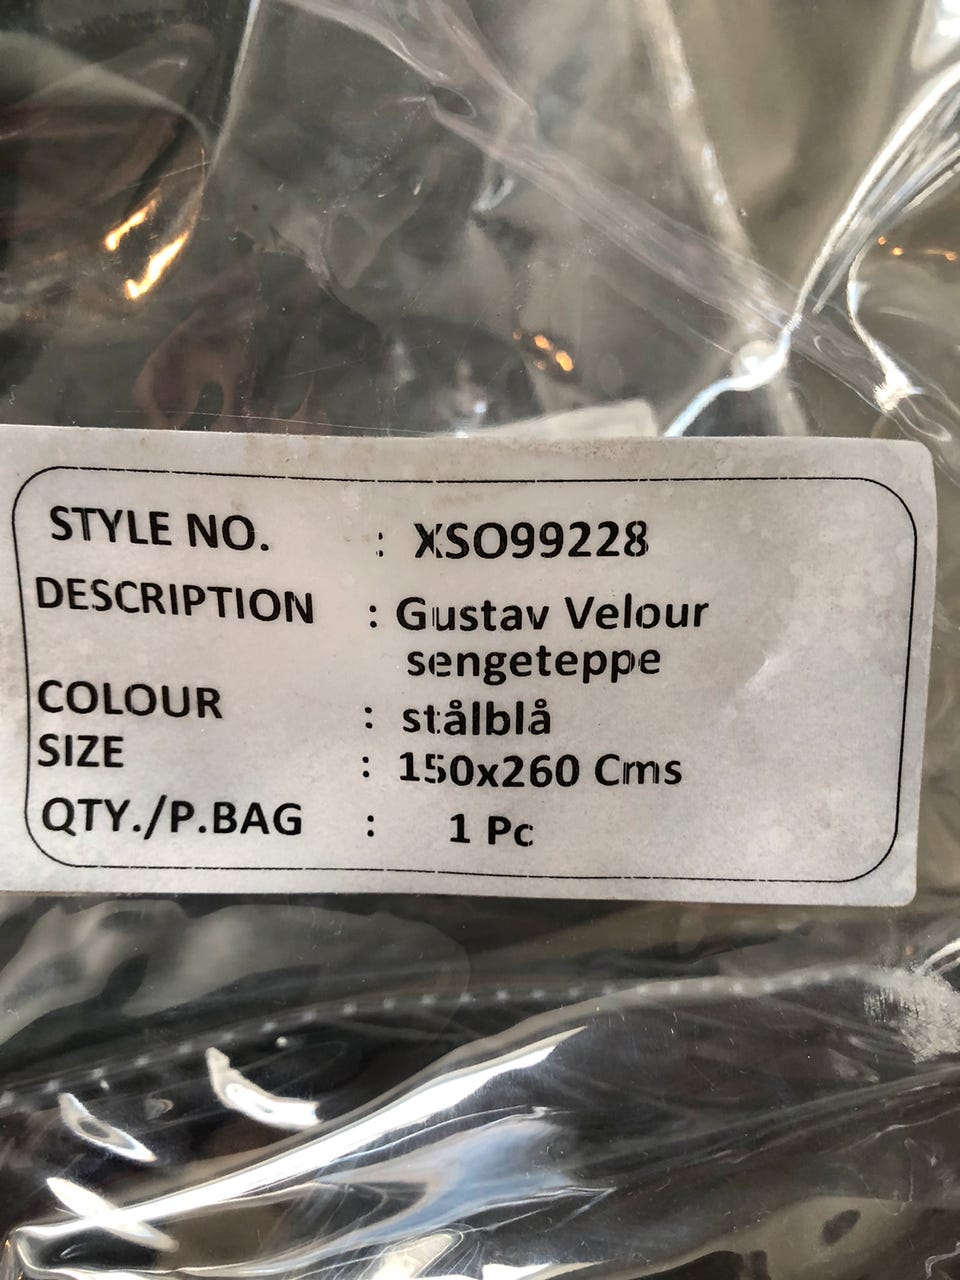 STYLE NO. : XSO99228
DESCRIPTION : Gustav Velour
sengeteppe
COLOUR : stålblå
SIZE : 150x260 Cms
QTY./P.BAG : 1 Pc